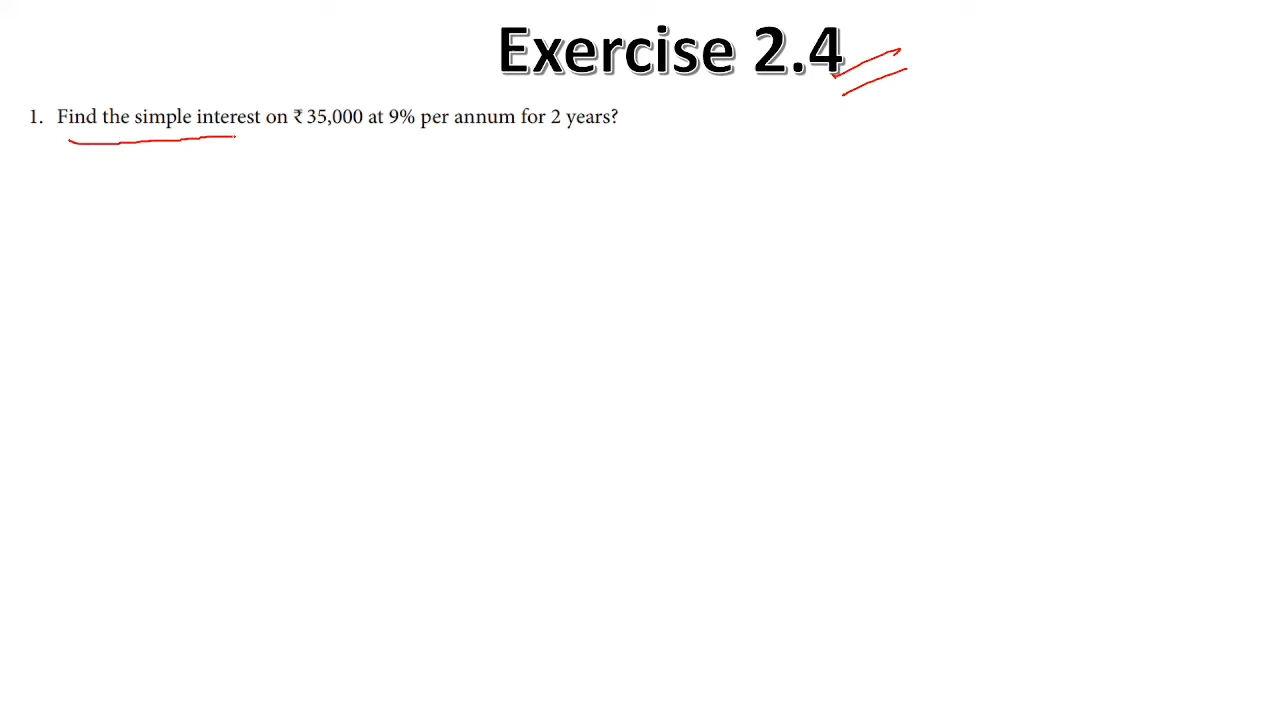 Exercise 2.4
1. Find the simple interest on ₹ 35,000 at 9% per annum for 2 years?